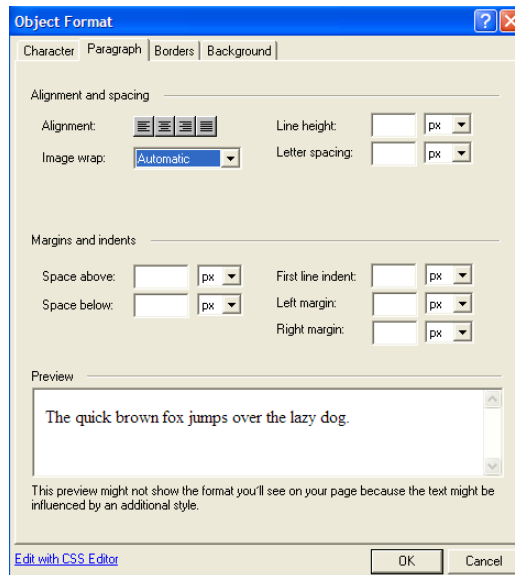 Object Format
Character Paragraph Borders Background
Alignment and spacing
Alignment: Line height: px
Image wrap: Automatic Letter spacing: px
Margins and indents
Space above: px First line indent: px
Space below: px Left margin: px
Right margin: px
Preview
The quick brown fox jumps over the lazy dog.
This preview might not show the format you'll see on your page because the text might be
influenced by an additional style.
Edit with CSS Editor OK Cancel